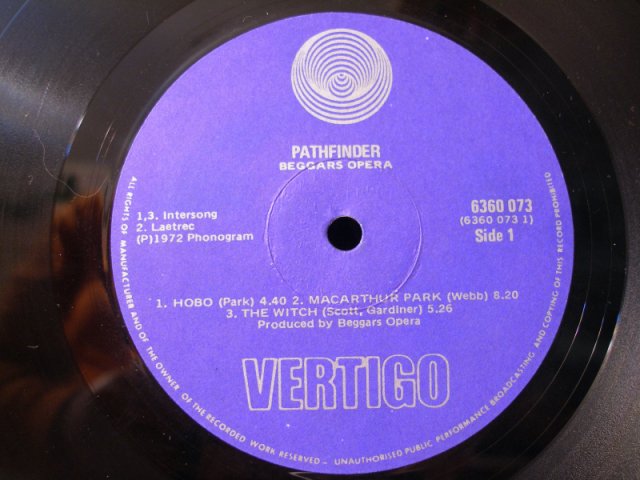 PATHFINDER
BEGGARS OPERA
1,3. Intersong
2. Laetrec
(P)1972 Phonogram
6360 073
(6360 073 1)
Side 1
1. HOBO (Park) 4.40 2. MACARTHUR PARK (Webb) 8.20
3. THE WITCH (Scott, Gardiner) 5.26
Produced by Beggars Opera
VERTIGO
ALL RIGHTS OF MANUFACTURER AND OF THE OWNER OF THE RECORDED WORK RESERVED – UNAUTHORISED PUBLIC PERFORMANCE BROADCASTING AND COPYING OF THIS RECORD PROHIBITED